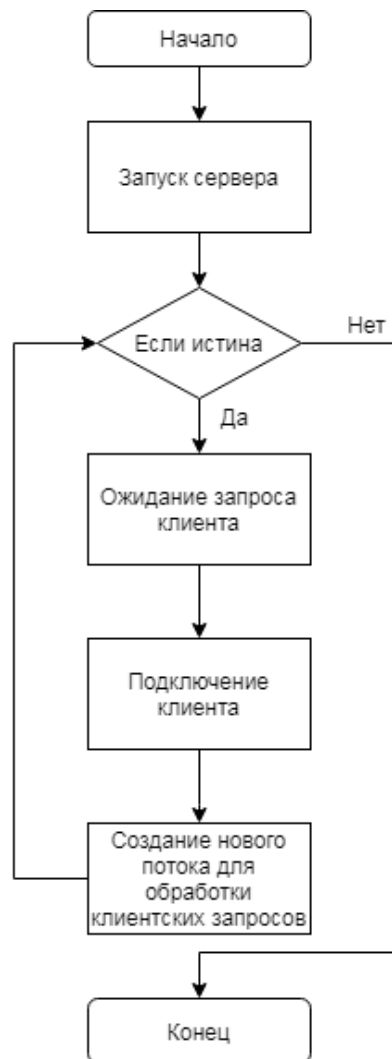 Начало
Запуск сервера
Если истина
Нет
Да
Ожидание запроса
клиента
Подключение
клиента
Создание нового
потока для
обработки
клиентских запросов
Конец